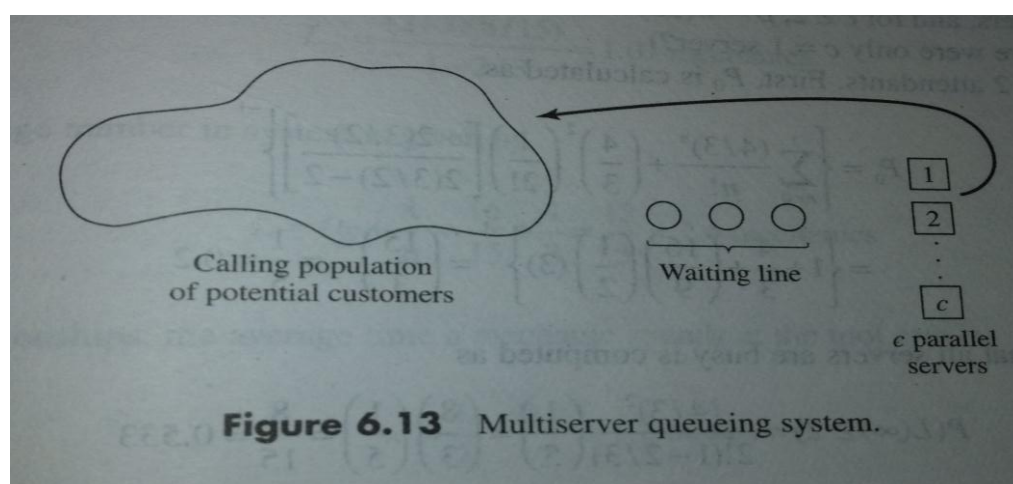 1
2
c
Calling population
of potential customers
Waiting line
c parallel
servers
Figure 6.13 Multiserver queueing system.